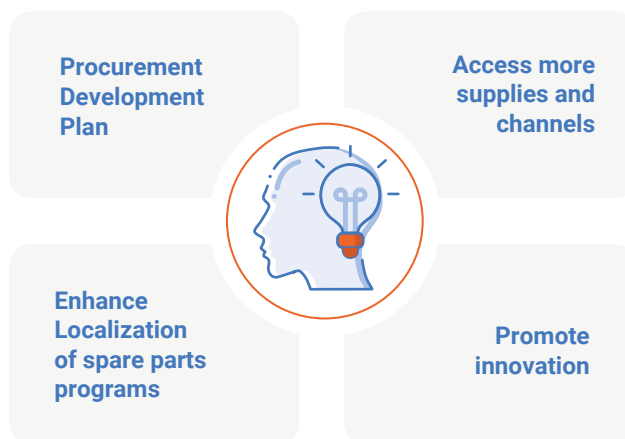 Procurement
Development
Plan
Access more
supplies and
channels
Enhance
Localization
of spare parts
programs
Promote
innovation